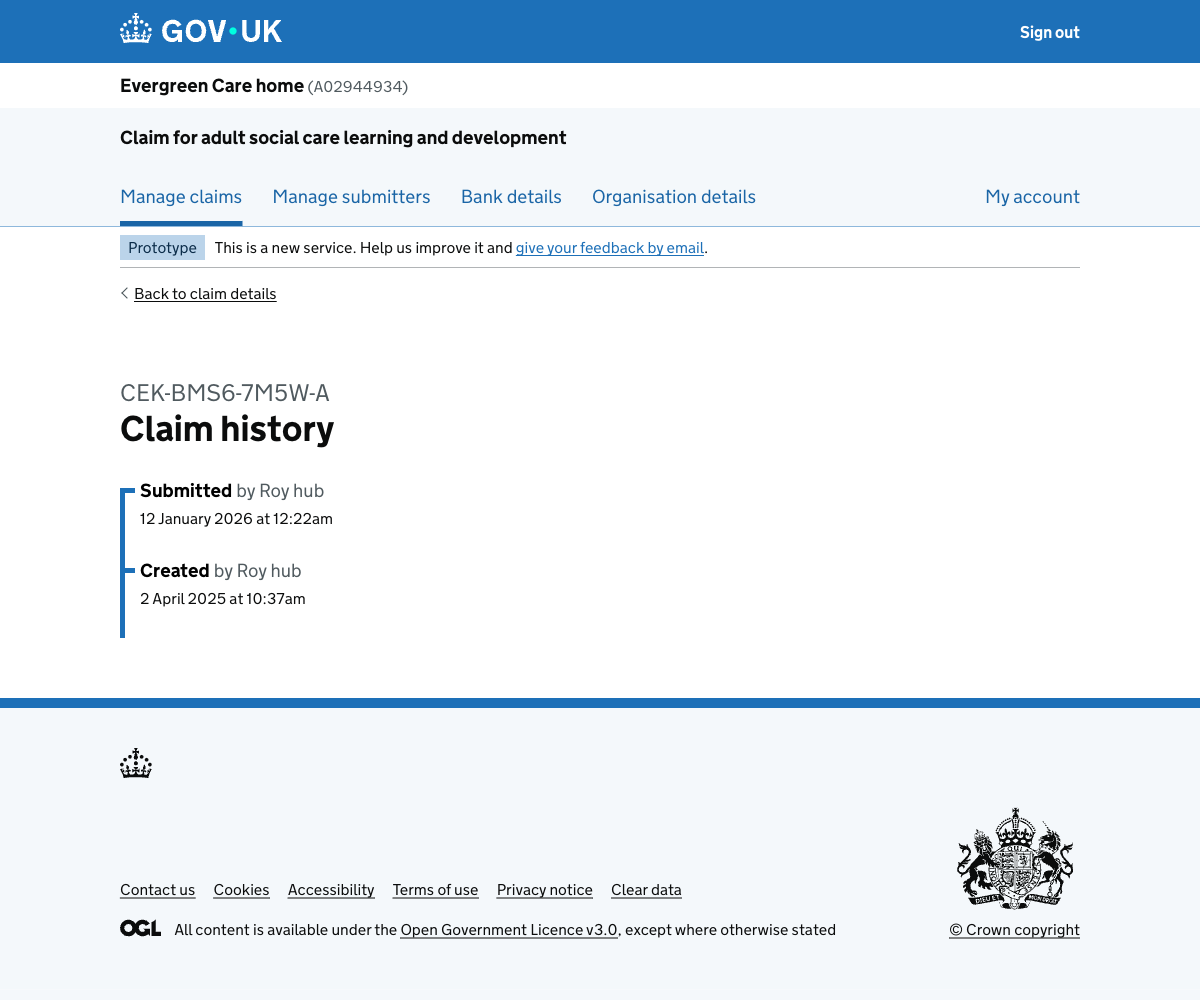 GOV·UK
Sign out
Evergreen Care home (A02944934)
Claim for adult social care learning and development
Manage claims Manage submitters Bank details Organisation details My account
Prototype This is a new service. Help us improve it and give your feedback by email.
Back to claim details
CEK-BMS6-7M5W-A
Claim history
Submitted by Roy hub
12 January 2026 at 12:22am
Created by Roy hub
2 April 2025 at 10:37am
Contact us Cookies Accessibility Terms of use Privacy notice Clear data
OGL All content is available under the Open Government Licence v3.0, except where otherwise stated
© Crown copyright